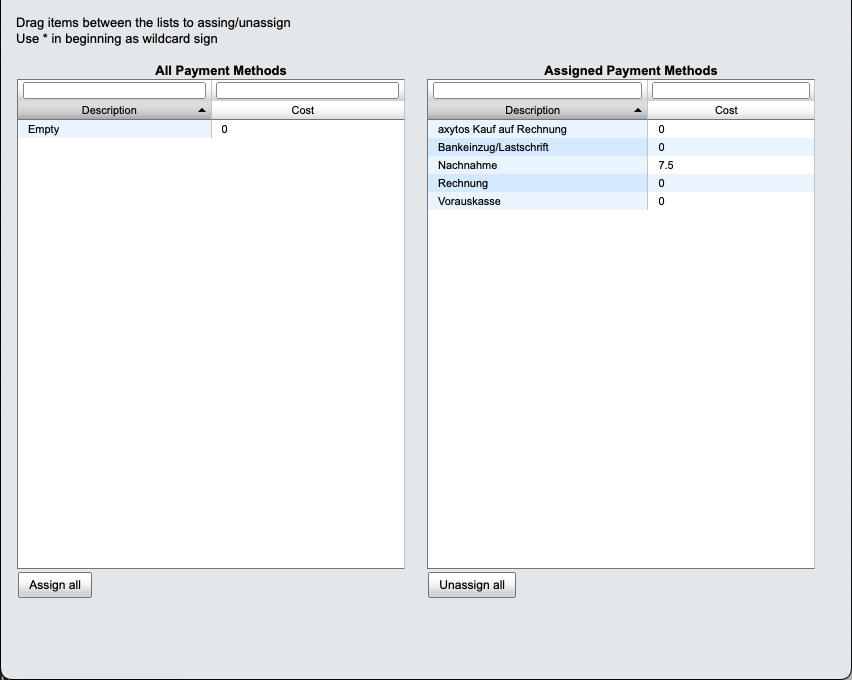 Drag items between the lists to assing/unassign
Use * in beginning as wildcard sign
All Payment Methods
Description Cost
Empty 0
Assign all
Assigned Payment Methods
Description Cost
axytos Kauf auf Rechnung 0
Bankeinzug/Lastschrift 0
Nachnahme 7.5
Rechnung 0
Vorauskasse 0
Unassign all